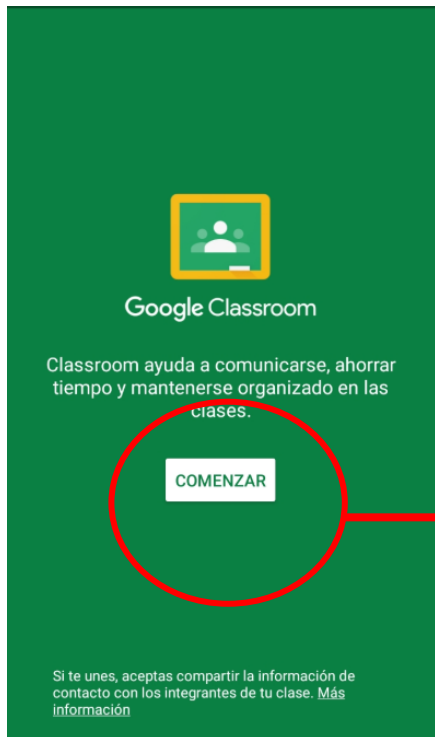 Google Classroom
Classroom ayuda a comunicarse, ahorrar
tiempo y mantenerse organizado en las
clases.
COMENZAR
Si te unes, aceptas compartir la información de
contacto con los integrantes de tu clase. Más
información